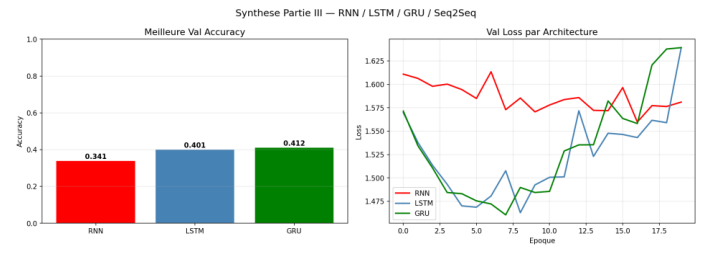 Synthese Partie III — RNN / LSTM / GRU / Seq2Seq
Meilleure Val Accuracy
Accuracy
1.0
0.8
0.6
0.4
0.2
0.0
0.341
0.401
0.412
RNN
LSTM
GRU
Val Loss par Architecture
Loss
1.625
1.600
1.575
1.550
1.525
1.500
1.475
RNN
LSTM
GRU
0.0
2.5
5.0
7.5
10.0
12.5
15.0
17.5
Epoque